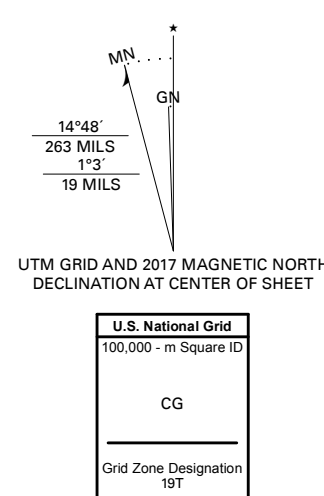 ★
MN
GN
14°48´
263 MILS
1°3´
19 MILS
UTM GRID AND 2017 MAGNETIC NORTH
DECLINATION AT CENTER OF SHEET
U.S. National Grid
100,000 - m Square ID
CG
Grid Zone Designation
19T